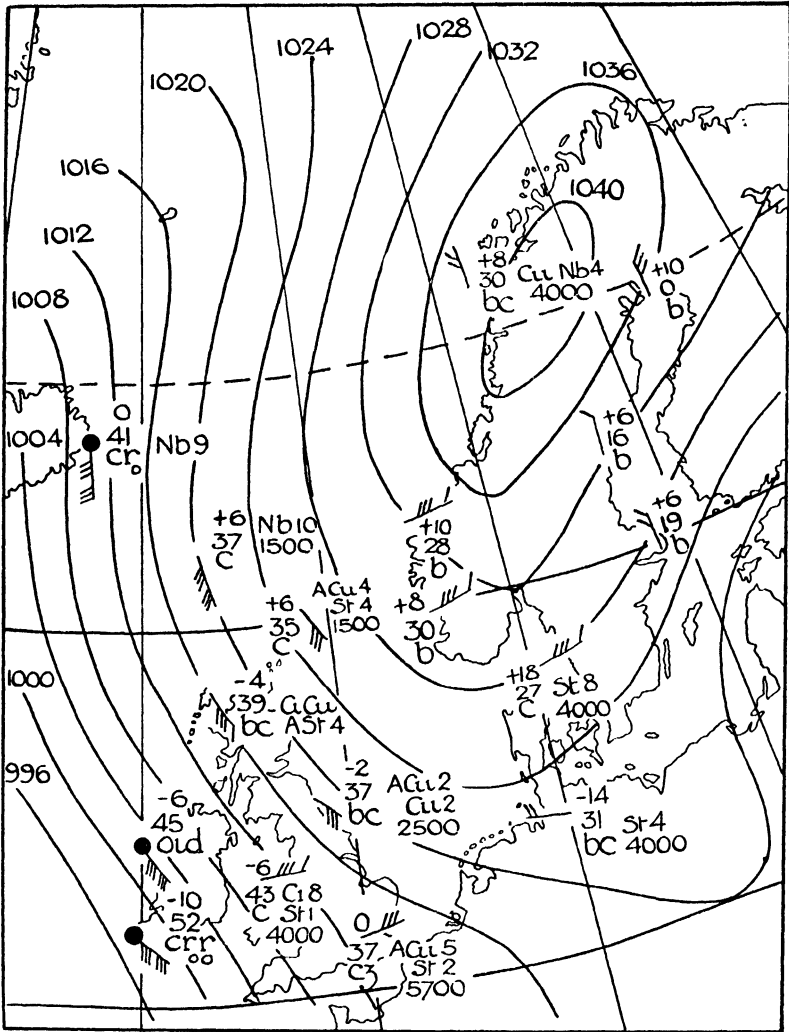 1028
1024
1032
1020
1036
1016
1040
1012
+8
30 Cu Nb4
bc 4000
+10
0
b
1008
0
41
cr₀ Nb9
1004
+6
16
b
+6
19
b
+6 Nb10
37 1500
C
+10
28
b
ACu4
St4
1500
+6
35
C
+8
30
b
1000
-4
39 CiCu
bc ASt4
+18
27 St8
C 4000
996
-2
37
bc
ACu2
Cu2
2500
-14
31 St4
bc 4000
-6
45
oud
-6
43 Ci8
C St1
4000
-10
52
crr
oo
0
37 ACu5
C3 St2
5700